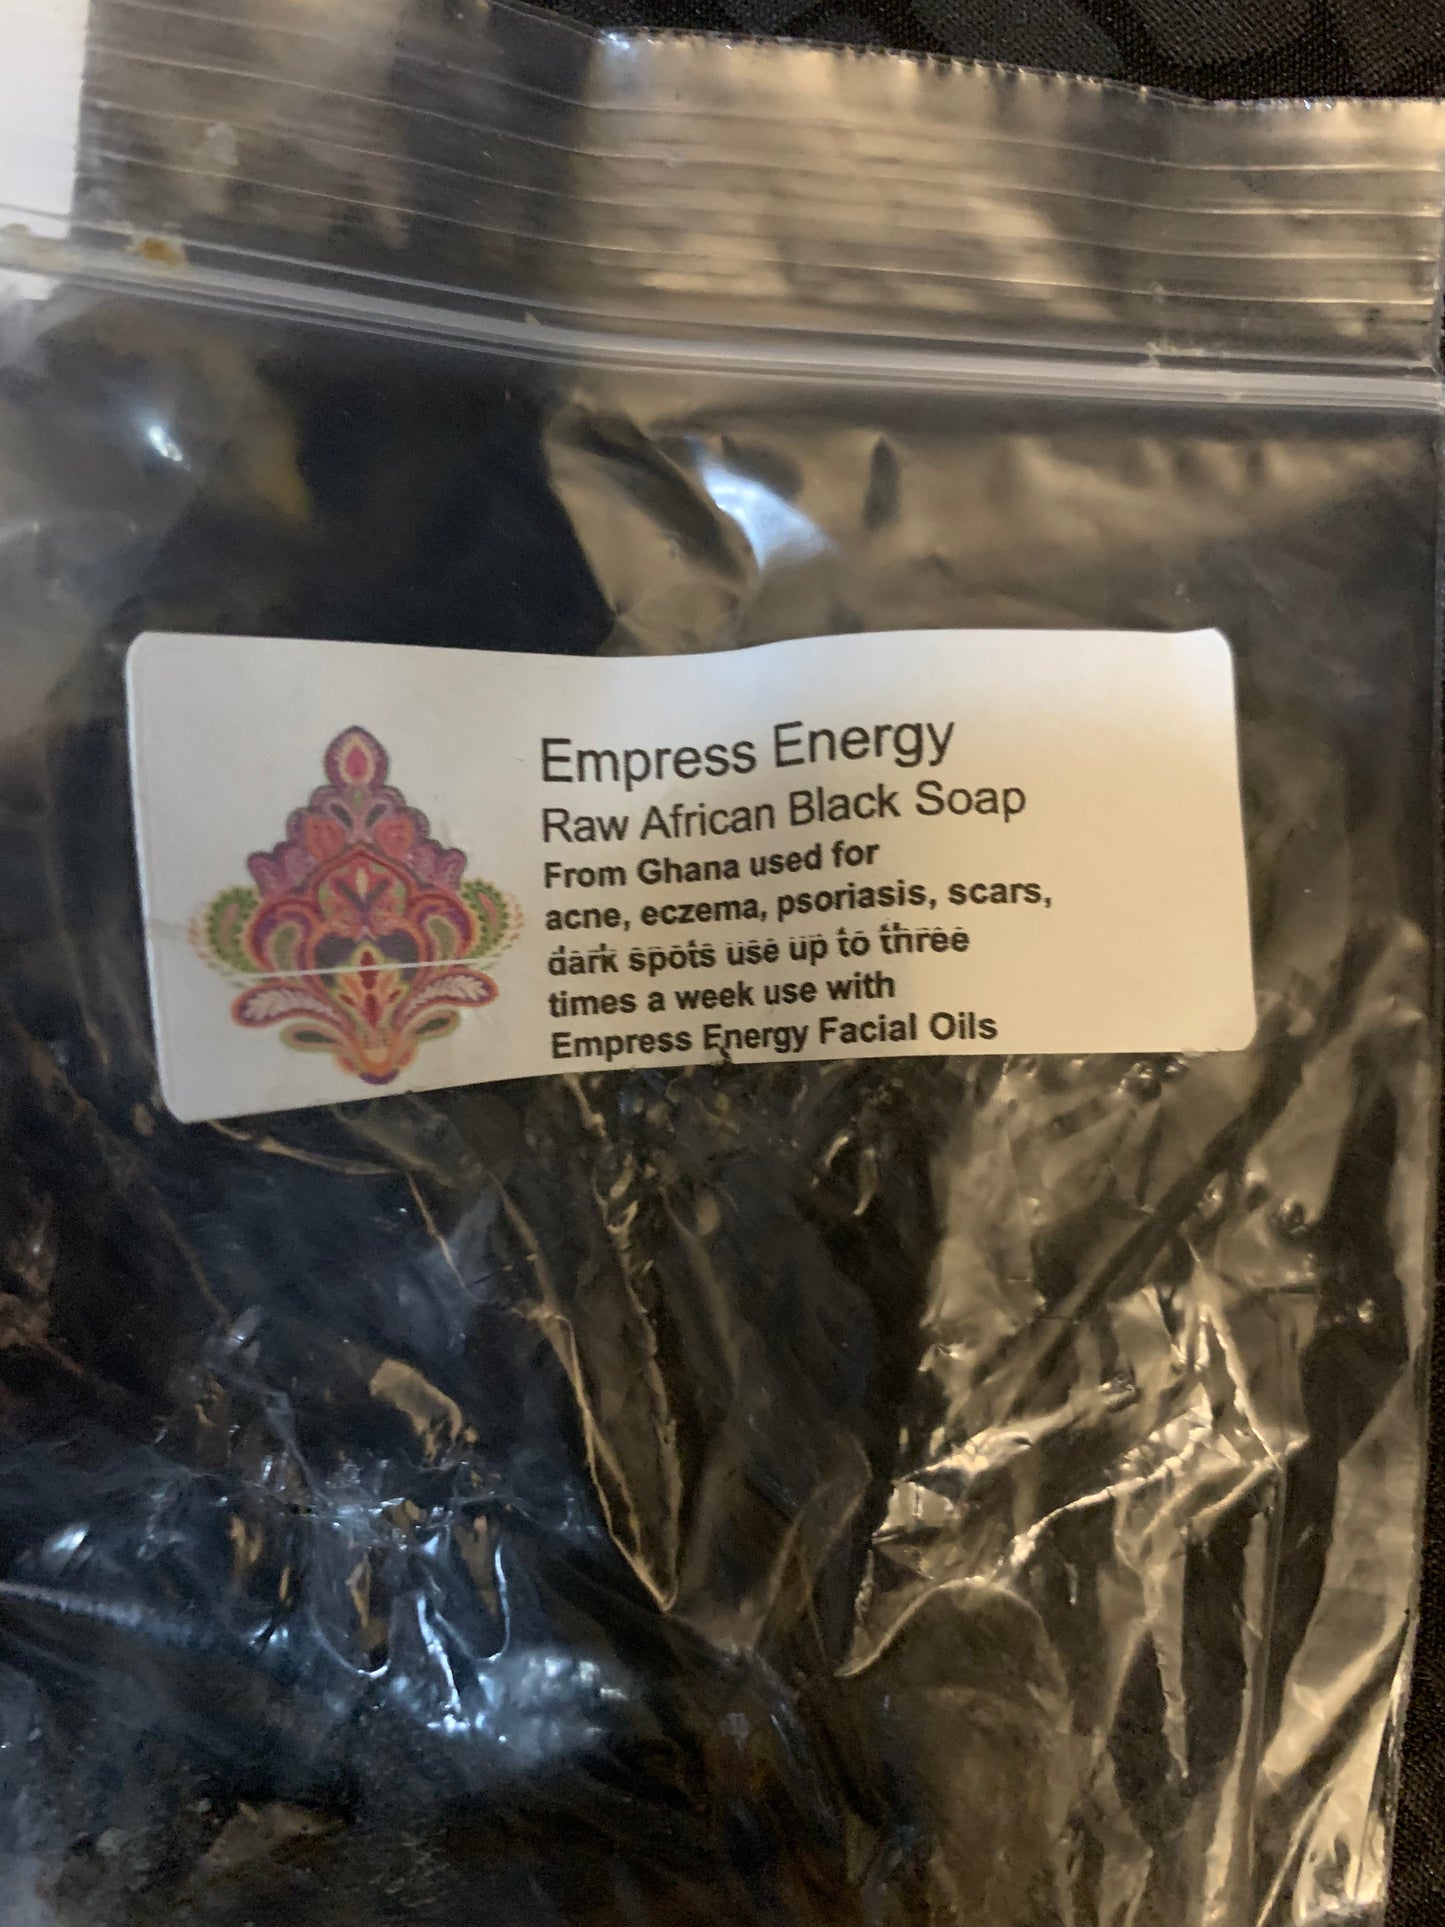 Empress Energy
Raw African Black Soap
From Ghana used for
acne, eczema, psoriasis, scars,
dark spots use up to three
times a week use with
Empress Energy Facial Oils